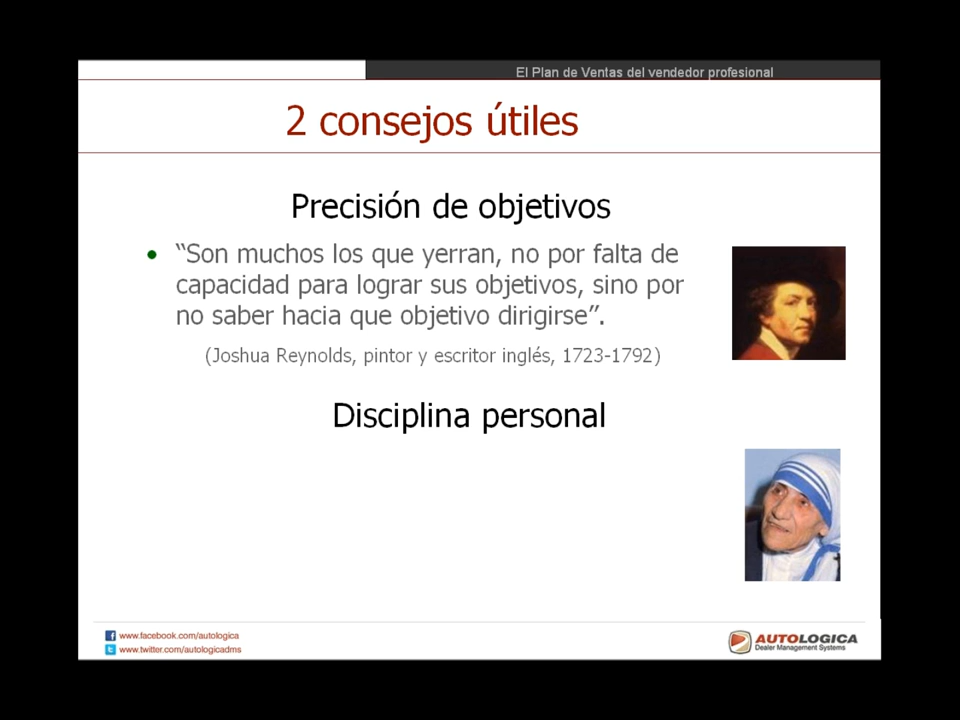 El Plan de Ventas del vendedor profesional
2 consejos útiles
Precisión de objetivos
• “Son muchos los que yerran, no por falta de
capacidad para lograr sus objetivos, sino por
no saber hacia que objetivo dirigirse”.
(Joshua Reynolds, pintor y escritor inglés, 1723-1792)
Disciplina personal
www.facebook.com/autologica
www.twitter.com/autologicadms
AUTOLOGICA
Dealer Management Systems